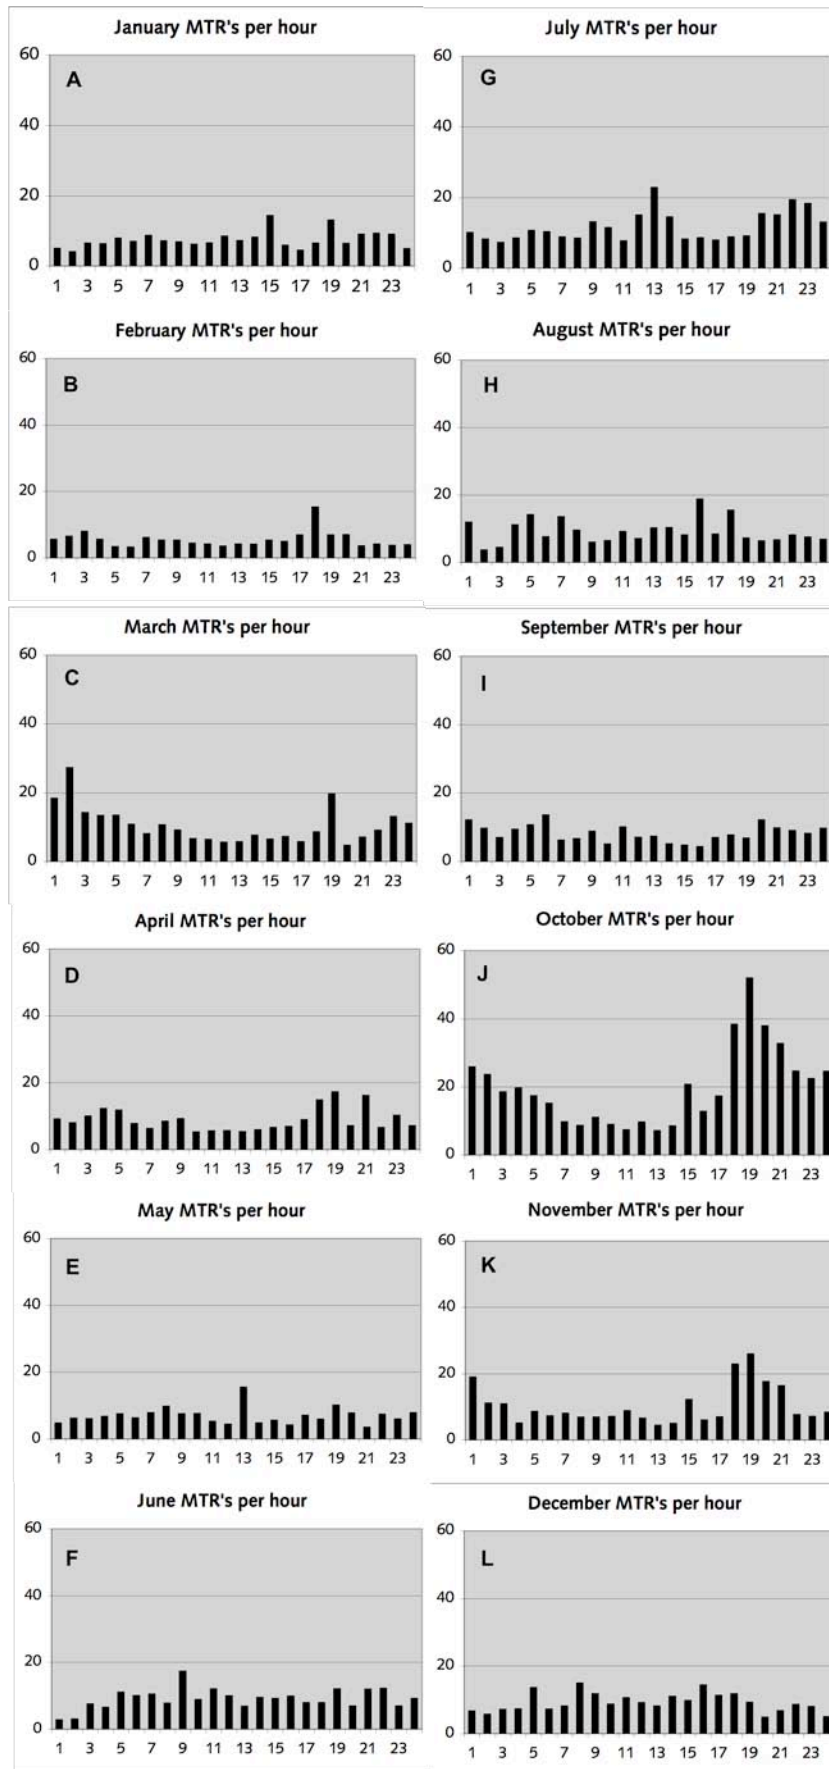 January MTR's per hour
60
A
40
20
0
1 3 5 7 9 11 13 15 17 19 21 23
July MTR's per hour
60
G
40
20
0
1 3 5 7 9 11 13 15 17 19 21 23
February MTR's per hour
60
B
40
20
0
1 3 5 7 9 11 13 15 17 19 21 23
August MTR's per hour
60
H
40
20
0
1 3 5 7 9 11 13 15 17 19 21 23
March MTR's per hour
60
C
40
20
0
1 3 5 7 9 11 13 15 17 19 21 23
September MTR's per hour
60
I
40
20
0
1 3 5 7 9 11 13 15 17 19 21 23
April MTR's per hour
60
D
40
20
0
1 3 5 7 9 11 13 15 17 19 21 23
October MTR's per hour
60
J
40
20
0
1 3 5 7 9 11 13 15 17 19 21 23
May MTR's per hour
60
E
40
20
0
1 3 5 7 9 11 13 15 17 19 21 23
November MTR's per hour
60
K
40
20
0
1 3 5 7 9 11 13 15 17 19 21 23
June MTR's per hour
60
F
40
20
0
1 3 5 7 9 11 13 15 17 19 21 23
December MTR's per hour
60
L
40
20
0
1 3 5 7 9 11 13 15 17 19 21 23